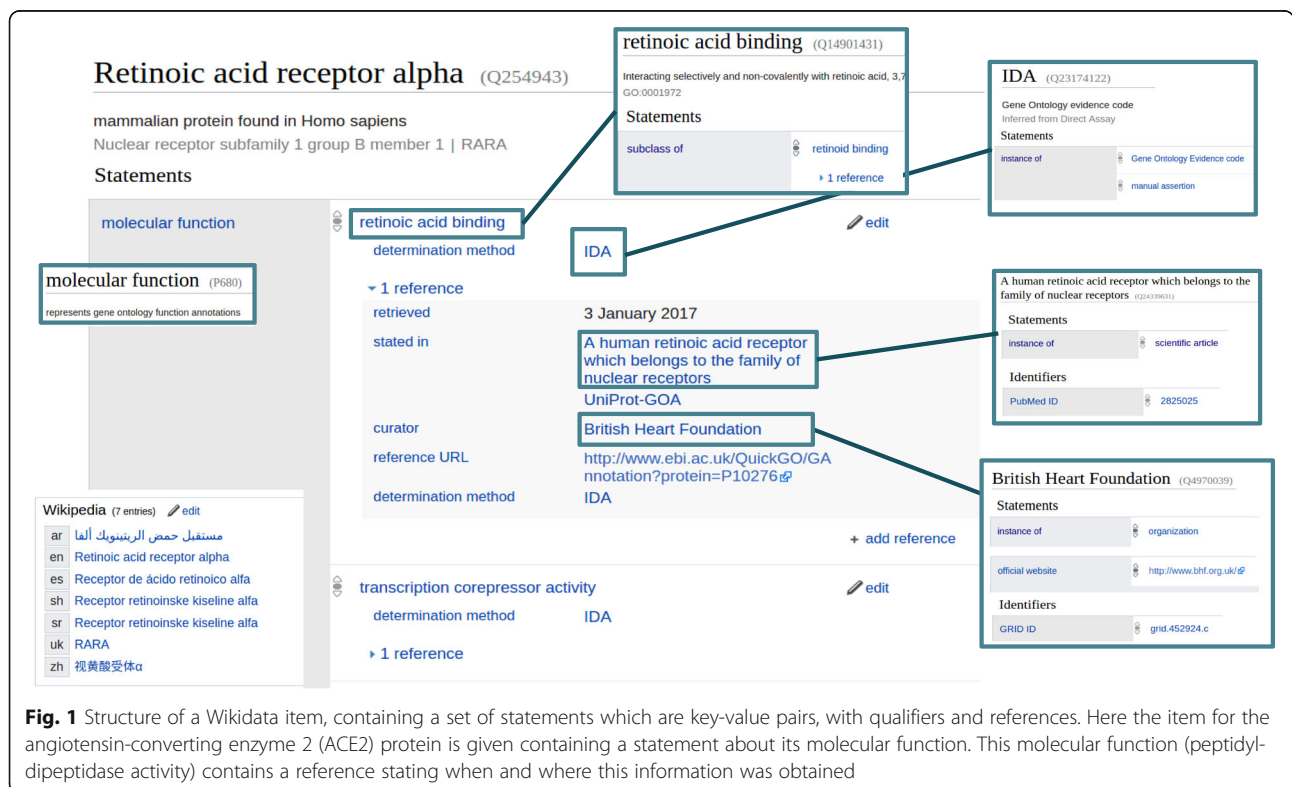 Retinoic acid receptor alpha (Q254943)
mammalian protein found in Homo sapiens
Nuclear receptor subfamily 1 group B member 1 | RARA
Statements
molecular function
retinoic acid binding
edit
determination method
IDA
1 reference
retrieved
3 January 2017
stated in
A human retinoic acid receptor
which belongs to the family of
nuclear receptors
UniProt-GOA
curator
British Heart Foundation
reference URL
http://www.ebi.ac.uk/QuickGO/GA
nnotation?protein=P10276
determination method
IDA
+ add reference
transcription corepressor activity
edit
determination method
IDA
1 reference
molecular function (P680)
represents gene ontology function annotations
Wikipedia (7 entries) edit
ar مستقبل حمض الريتينويك ألفا
en Retinoic acid receptor alpha
es Receptor de ácido retinoico alfa
sh Receptor retinoinske kiseline alfa
sr Receptor retinoinske kiseline alfa
uk RARA
zh 视黄酸受体α
retinoic acid binding (Q14901431)
Interacting selectively and non-covalently with retinoic acid, 3,7
GO:0001972
Statements
subclass of
retinoid binding
1 reference
IDA (Q23174122)
Gene Ontology evidence code
Inferred from Direct Assay
Statements
instance of
Gene Ontology Evidence code
manual assertion
A human retinoic acid receptor which belongs to the
family of nuclear receptors (Q24339631)
Statements
instance of
scientific article
Identifiers
PubMed ID
2825025
British Heart Foundation (Q4970039)
Statements
instance of
organization
official website
http://www.bhf.org.uk/
Identifiers
GRID ID
grid.452924.c
Fig. 1 Structure of a Wikidata item, containing a set of statements which are key-value pairs, with qualifiers and references. Here the item for the
angiotensin-converting enzyme 2 (ACE2) protein is given containing a statement about its molecular function. This molecular function (peptidyl-
dipeptidase activity) contains a reference stating when and where this information was obtained